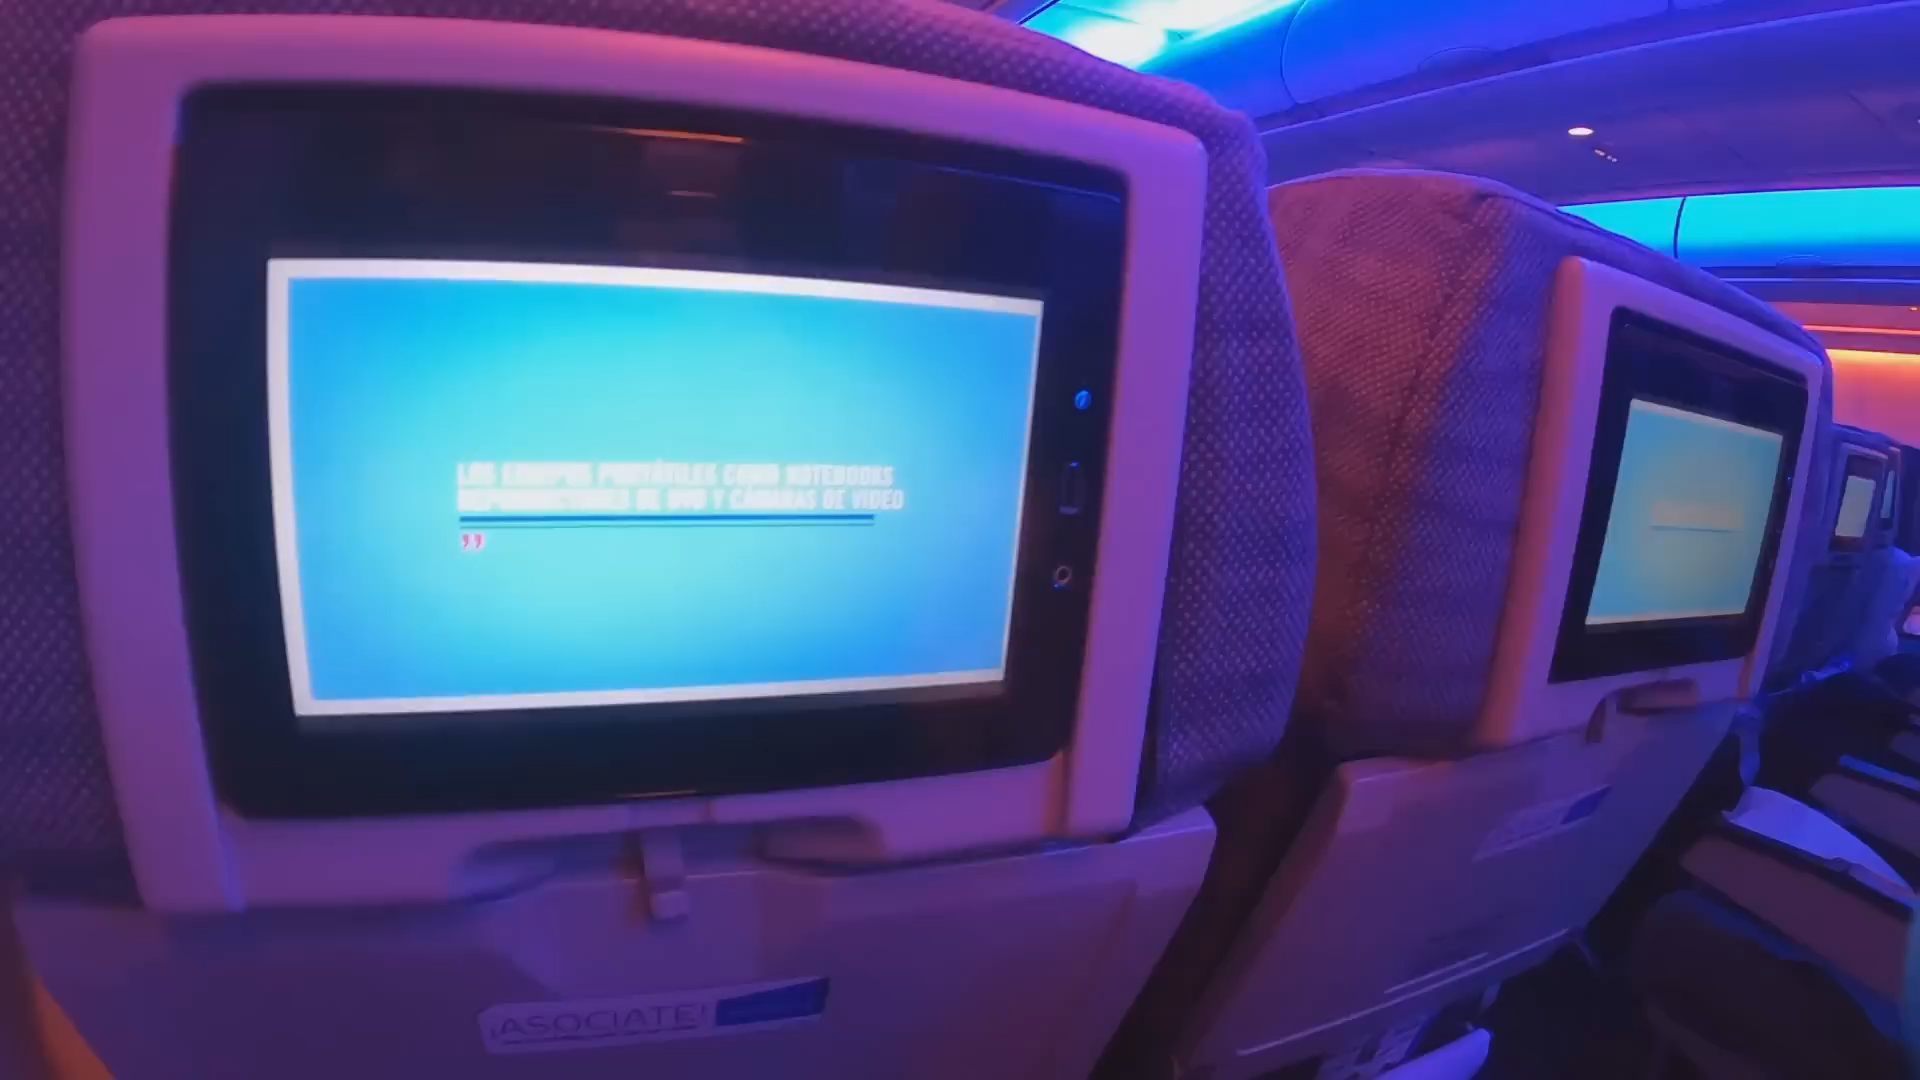 LOS EQUIPOS PORTÁTILES COMO NOTEBOOKS
REPRODUCTORES DE DVD Y CÁMARAS DE VIDEO
”
¡ASOCIATE!